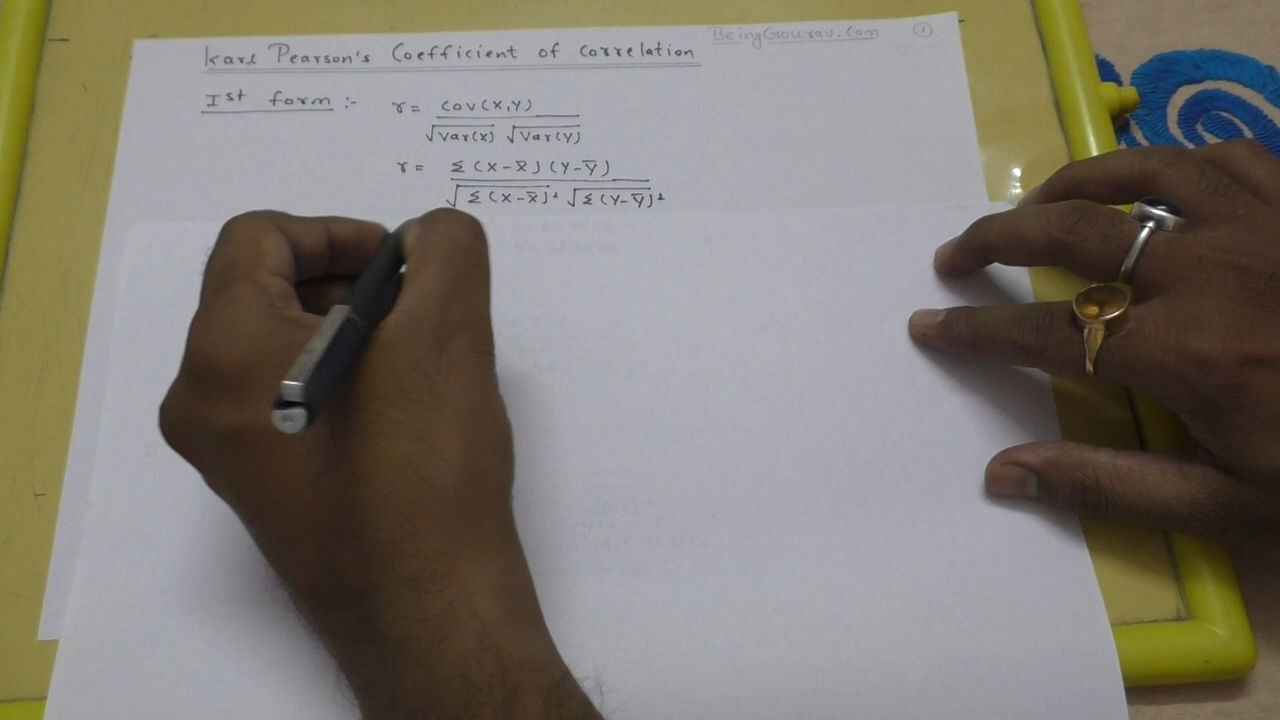 BeingGourav.Com ①
Karl Pearson's Coefficient of Correlation
Ist form :- r = Cov(X,Y) / √Var(X) √Var(Y)
r = Σ(X-X̄)(Y-Ȳ) / √Σ(X-X̄)² √Σ(Y-Ȳ)²